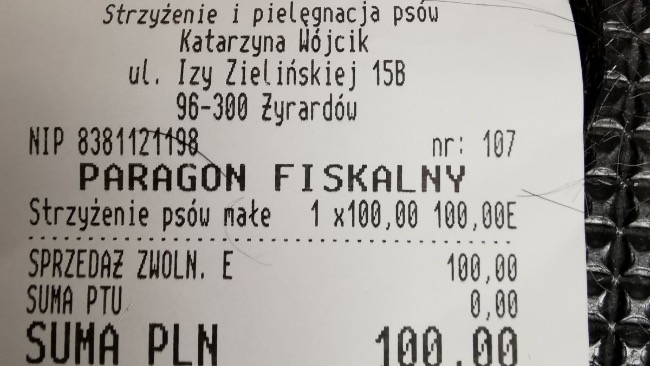 Strzyżenie i pielęgnacja psów
Katarzyna Wójcik
ul. Izy Zielińskiej 15B
96-300 Żyrardów
NIP 8381121198 nr: 107
PARAGON FISKALNY
Strzyżenie psów małe 1 x100,00 100,00E
SPRZEDAŻ ZWOLN. E 100,00
SUMA PTU 0,00
SUMA PLN 100,00